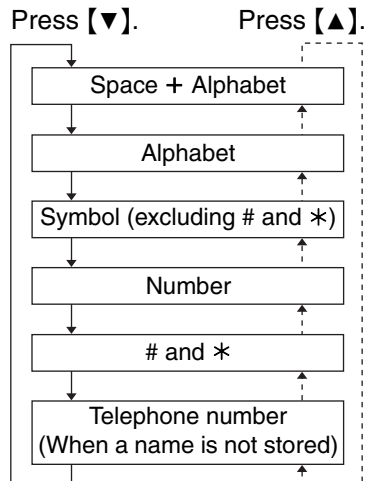 Press【▼】. Press【▲】.
Space + Alphabet
Alphabet
Symbol (excluding # and ＊)
Number
# and ＊
Telephone number
(When a name is not stored)